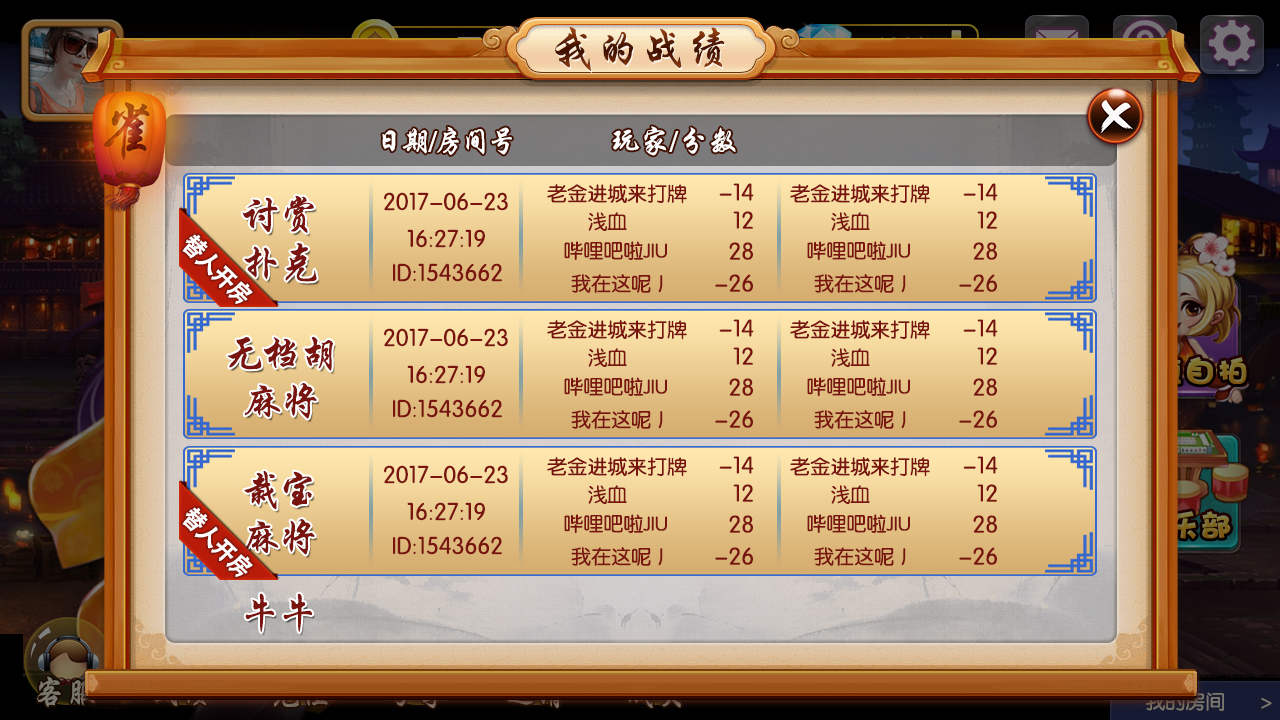 我的战绩
雀
日期/房间号 玩家/分数
讨赏
扑克
替人开房
2017-06-23
16:27:19
ID:1543662
老金进城来打牌 -14
浅血 12
哔哩吧啦JIU 28
我在这呢丿 -26
老金进城来打牌 -14
浅血 12
哔哩吧啦JIU 28
我在这呢丿 -26
无档胡
麻将
2017-06-23
16:27:19
ID:1543662
老金进城来打牌 -14
浅血 12
哔哩吧啦JIU 28
我在这呢丿 -26
老金进城来打牌 -14
浅血 12
哔哩吧啦JIU 28
我在这呢丿 -26
栽宝
麻将
替人开房
2017-06-23
16:27:19
ID:1543662
老金进城来打牌 -14
浅血 12
哔哩吧啦JIU 28
我在这呢丿 -26
老金进城来打牌 -14
浅血 12
哔哩吧啦JIU 28
我在这呢丿 -26
牛牛
自拍
乐部
客服
我的房间 >